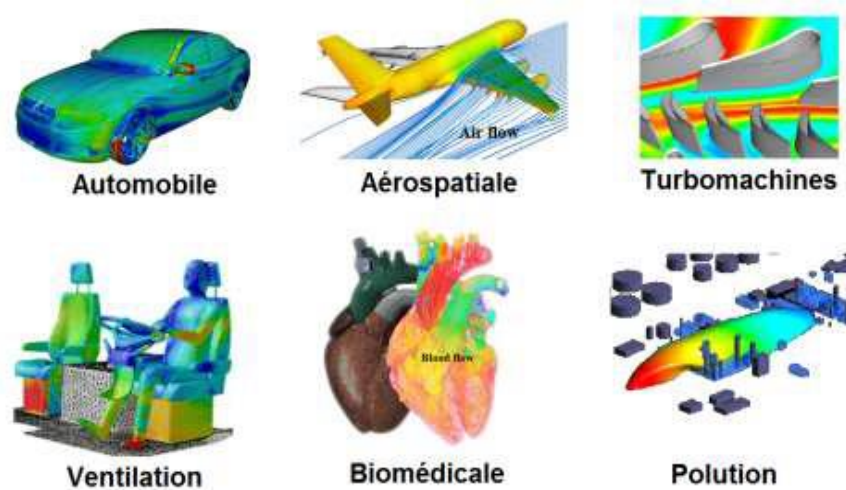 Air flow
Automobile
Aérospatiale
Turbomachines
Blood flow
Ventilation
Biomédicale
Polution